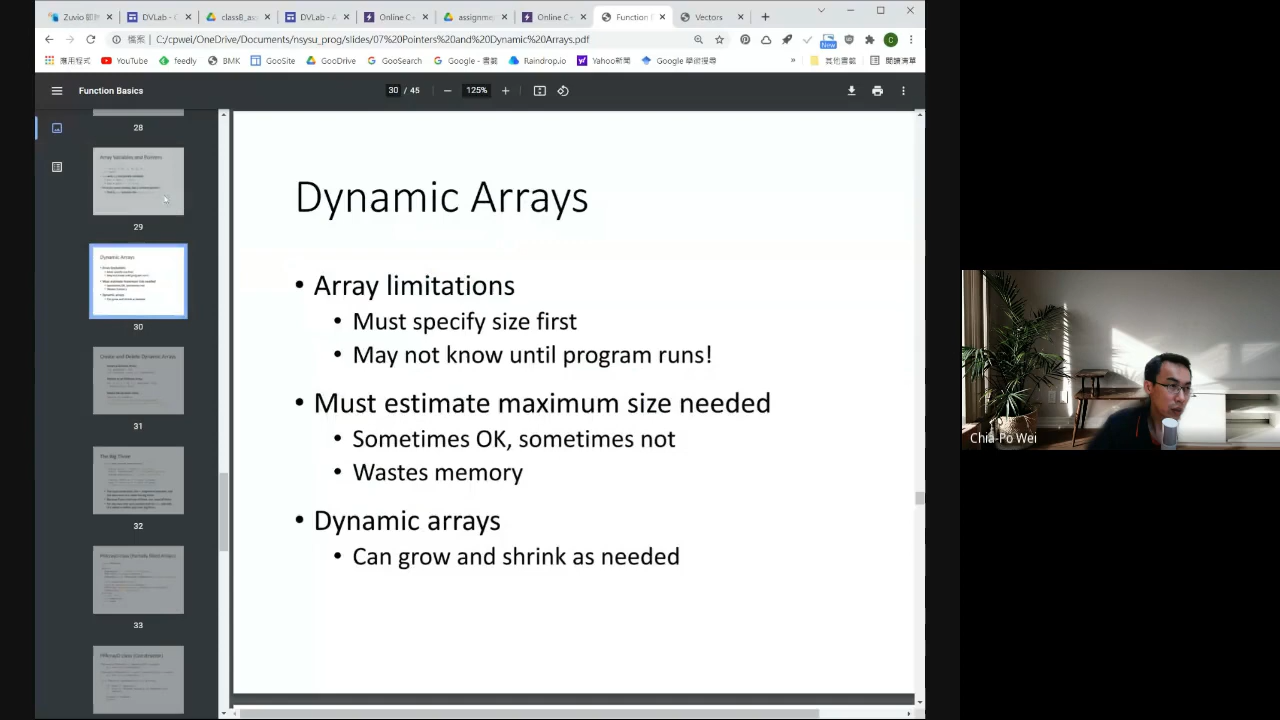 DVLab - C
classB_as
DVLab - A
Online C+
assignme
Online C+
Function
Vectors
檔案 | C:/cpwei/OneDrive/Documents/nsysu_prog/slides/07%20Pointers%20and%20Dynamic%20Arrays.pdf
New
C
應用程式 YouTube feedly BMK GooSite GooDrive Goosearch Google - 書籤 Raindrop.io Yahoo新聞 Google 學術搜尋 » 其他書籤 閱讀清單
Function Basics
30 / 45
125%
28
Array Variables and Pointers
29
Dynamic Arrays
30
Create and Delete Dynamic Arrays
31
The Big Three
32
33
Dynamic Arrays
• Array limitations
• Must specify size first
• May not know until program runs!
• Must estimate maximum size needed
• Sometimes OK, sometimes not
• Wastes memory
• Dynamic arrays
• Can grow and shrink as needed
Chia-Po Wei